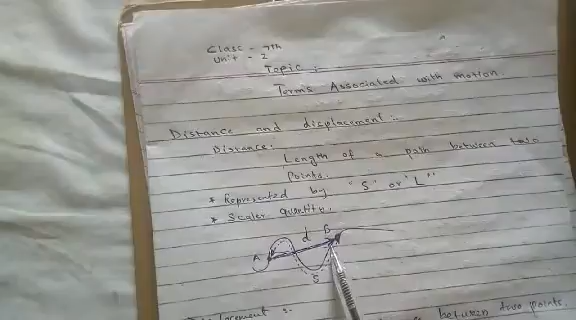 Class - 7th
Unit - 2
Topic :
Terms Associated with motion.
Distance and displacement :-
Distance.
Length of a path between two
points.
* Represented by "S" or "L"
* Scaler quantity.
d B
A
S
between two points.